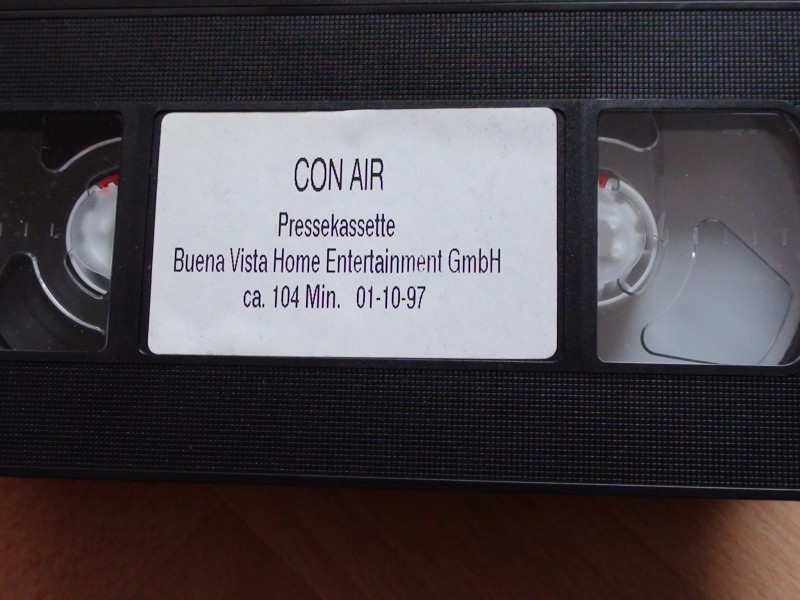 CON AIR
Pressekassette
Buena Vista Home Entertainment GmbH
ca. 104 Min. 01-10-97